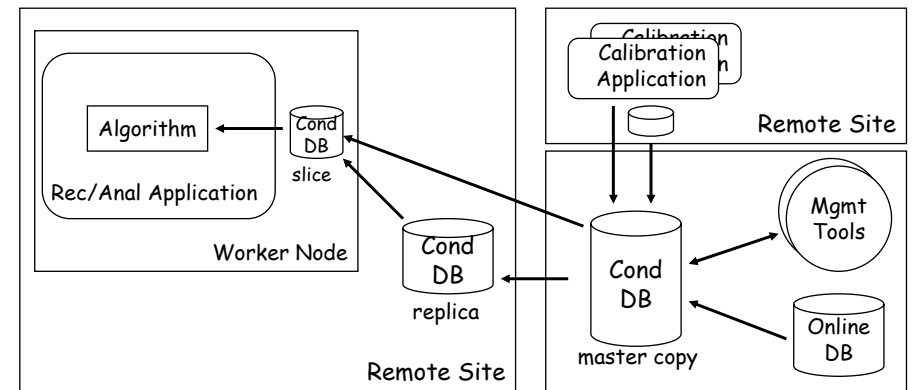 Algorithm
Rec/Anal Application
Worker Node
Cond
DB
slice
Cond
DB
replica
Remote Site
Calibration
n
Calibration
Application
Remote Site
Cond
DB
master copy
Mgmt
Tools
Online
DB